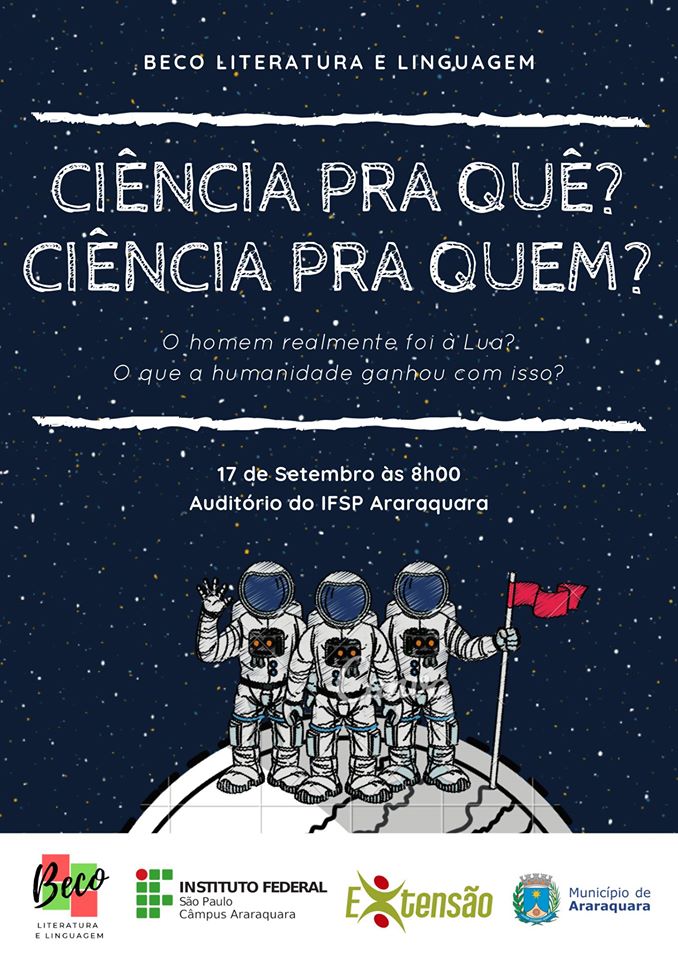 BECO LITERATURA E LINGUAGEM
CIÊNCIA PRA QUÊ?
CIÊNCIA PRA QUEM?
O homem realmente foi à Lua?
O que a humanidade ganhou com isso?
17 de Setembro às 8h00
Auditório do IFSP Araraquara
Beco
LITERATURA
E LINGUAGEM
INSTITUTO FEDERAL
São Paulo
Câmpus Araraquara
Extensão
Município de
Araraquara